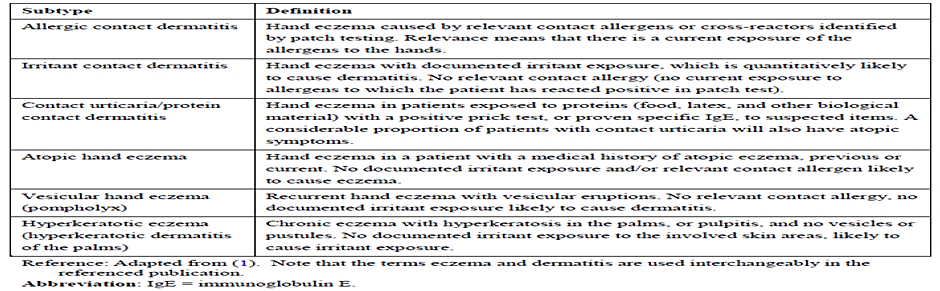 Subtype Definition
Allergic contact dermatitis Hand eczema caused by relevant contact allergens or cross-reactors identified
by patch testing. Relevance means that there is a current exposure of the
allergens to the hands.
Irritant contact dermatitis Hand eczema with documented irritant exposure, which is quantitatively likely
to cause dermatitis. No relevant contact allergy (no current exposure to
allergens to which the patient has reacted positive in patch test).
Contact urticaria/protein Hand eczema in patients exposed to proteins (food, latex, and other biological
contact dermatitis material) with a positive prick test, or proven specific IgE, to suspected items. A
considerable proportion of patients with contact urticaria will also have atopic
symptoms.
Atopic hand eczema Hand eczema in a patient with a medical history of atopic eczema, previous or
current. No documented irritant exposure and/or relevant contact allergen likely
to cause eczema.
Vesicular hand eczema Recurrent hand eczema with vesicular eruptions. No relevant contact allergy, no
(pompholyx) documented irritant exposure likely to cause dermatitis.
Hyperkeratotic eczema Chronic eczema with hyperkeratosis in the palms, or pulpitis, and no vesicles or
(hyperkeratotic dermatitis pustules. No documented irritant exposure to the involved skin areas, likely to
of the palms) cause irritant exposure.
Reference: Adapted from (1). Note that the terms eczema and dermatitis are used interchangeably in the
referenced publication.
Abbreviation: IgE = immunoglobulin E.